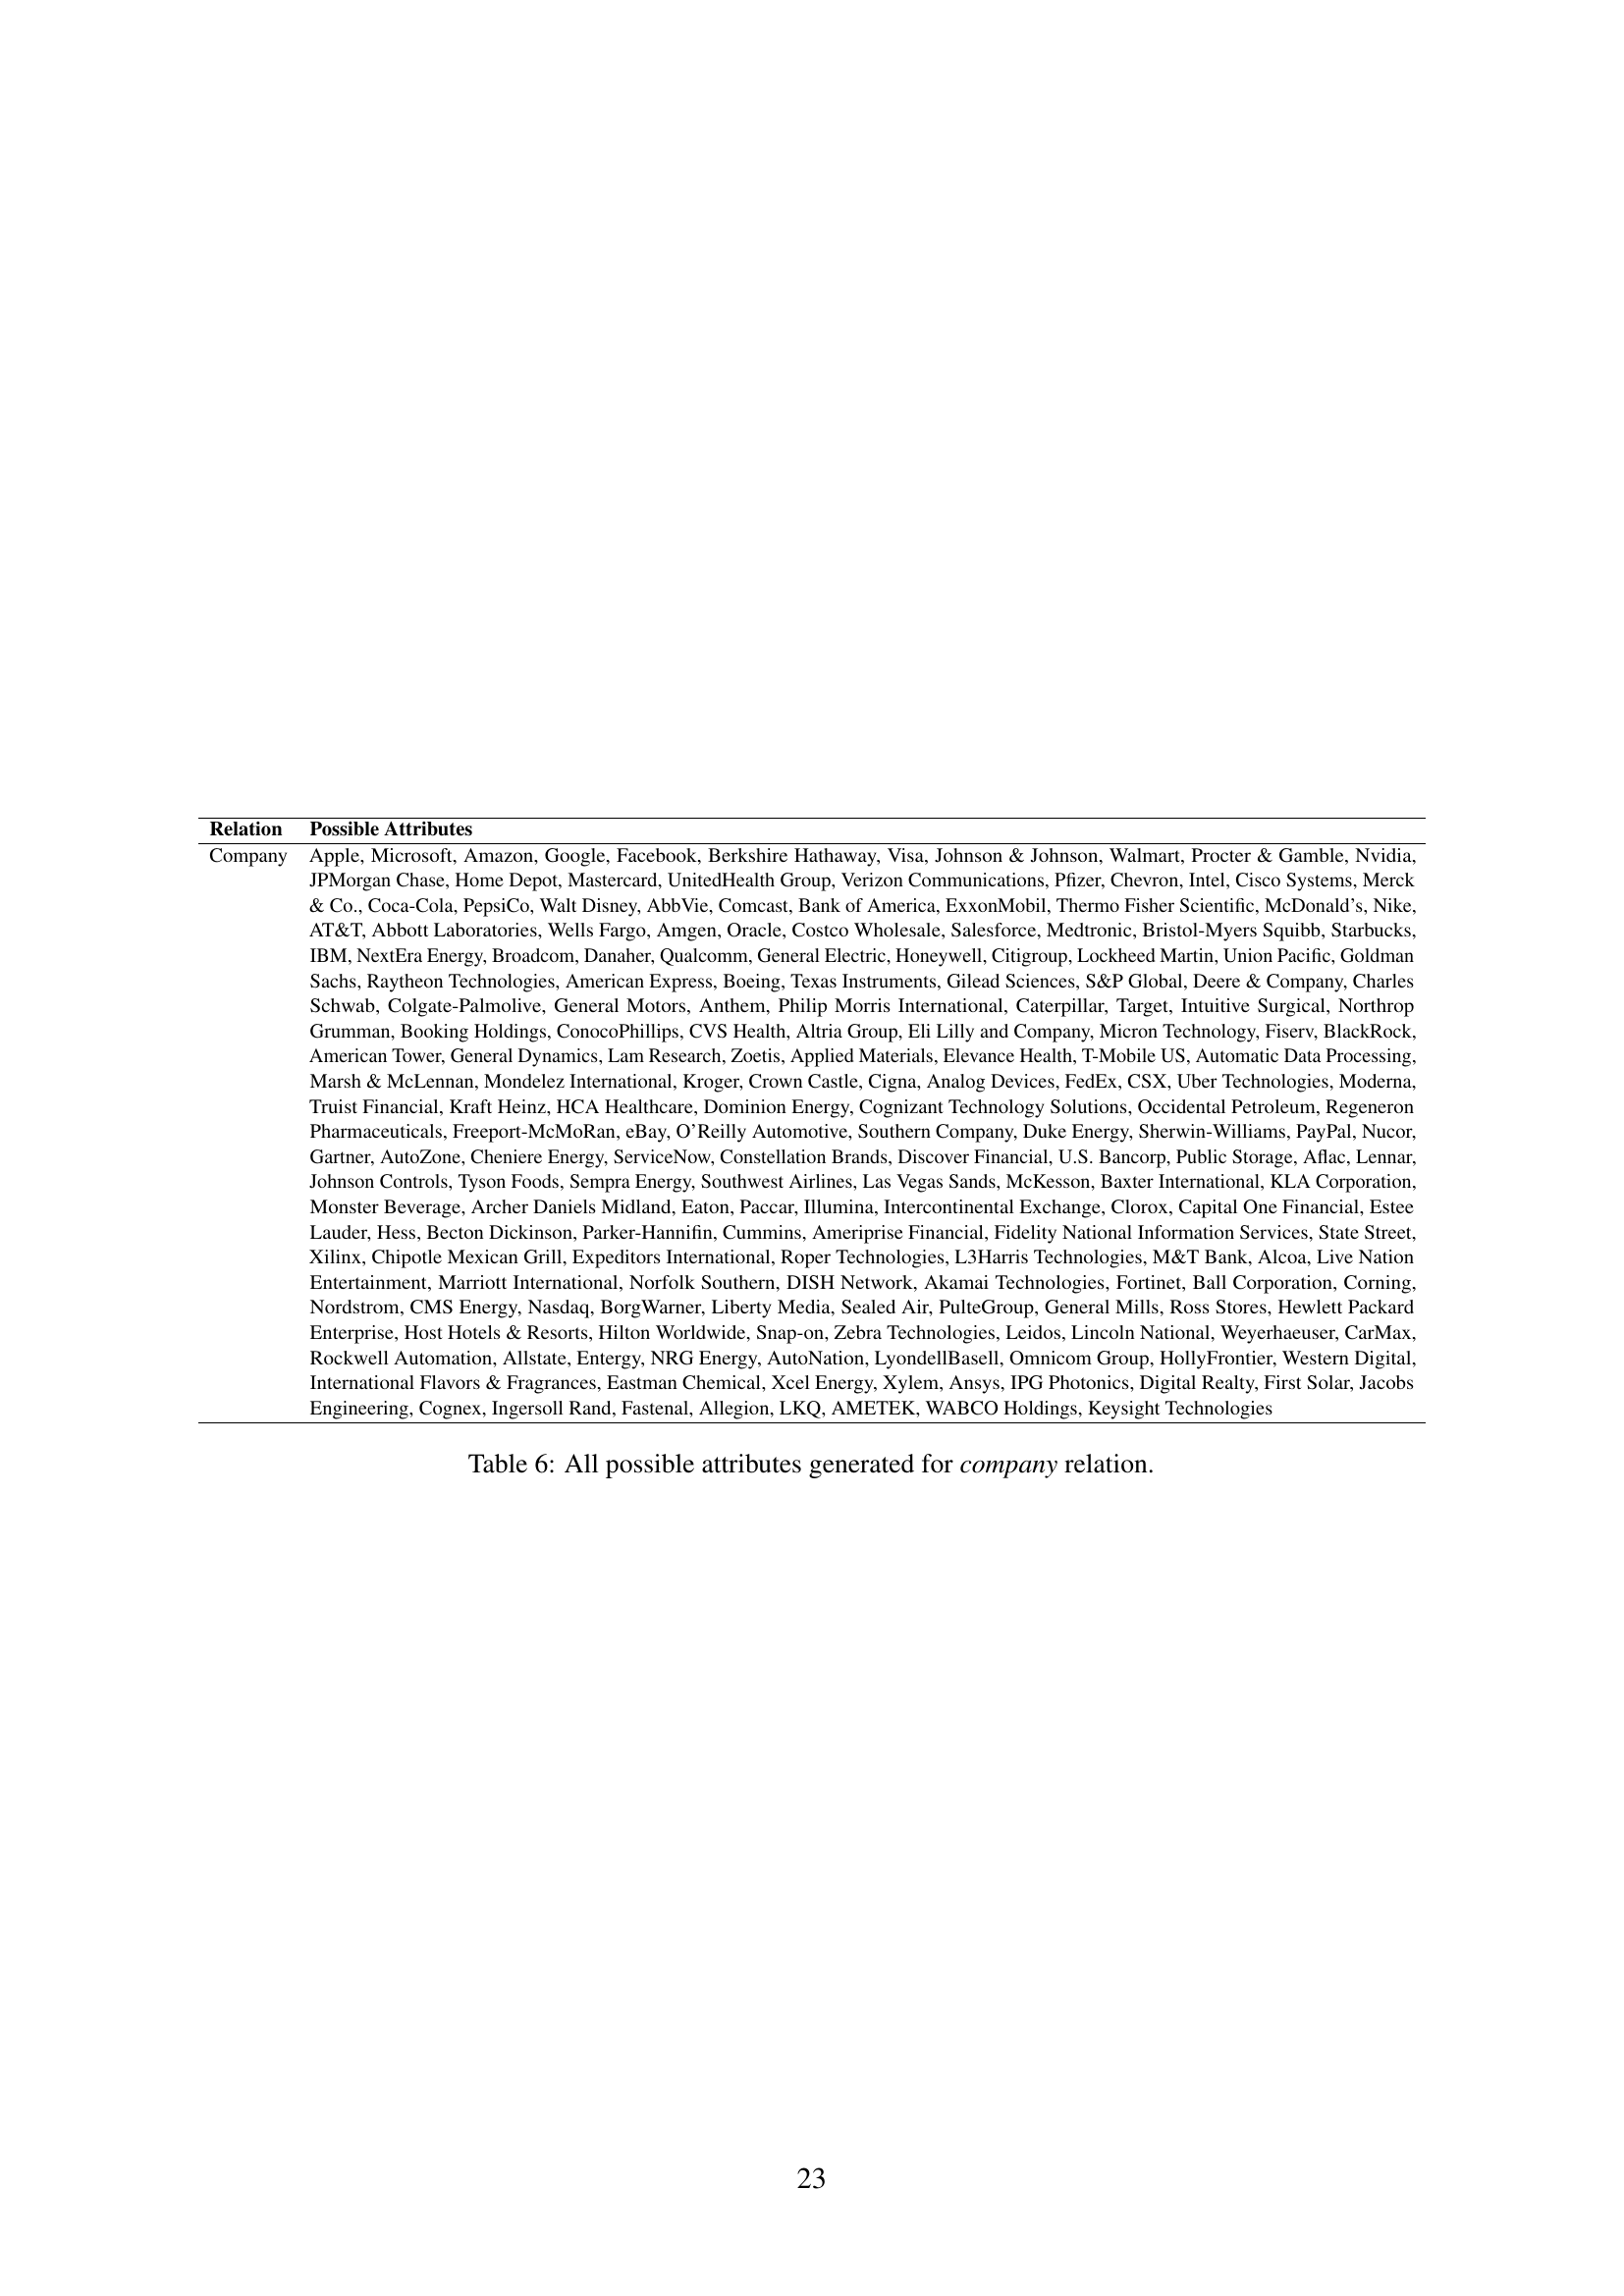 Relation Possible Attributes
Company Apple, Microsoft, Amazon, Google, Facebook, Berkshire Hathaway, Visa, Johnson & Johnson, Walmart, Procter & Gamble, Nvidia,
JPMorgan Chase, Home Depot, Mastercard, UnitedHealth Group, Verizon Communications, Pfizer, Chevron, Intel, Cisco Systems, Merck
& Co., Coca-Cola, PepsiCo, Walt Disney, AbbVie, Comcast, Bank of America, ExxonMobil, Thermo Fisher Scientific, McDonald's, Nike,
AT&T, Abbott Laboratories, Wells Fargo, Amgen, Oracle, Costco Wholesale, Salesforce, Medtronic, Bristol-Myers Squibb, Starbucks,
IBM, NextEra Energy, Broadcom, Danaher, Qualcomm, General Electric, Honeywell, Citigroup, Lockheed Martin, Union Pacific, Goldman
Sachs, Raytheon Technologies, American Express, Boeing, Texas Instruments, Gilead Sciences, S&P Global, Deere & Company, Charles
Schwab, Colgate-Palmolive, General Motors, Anthem, Philip Morris International, Caterpillar, Target, Intuitive Surgical, Northrop
Grumman, Booking Holdings, ConocoPhillips, CVS Health, Altria Group, Eli Lilly and Company, Micron Technology, Fiserv, BlackRock,
American Tower, General Dynamics, Lam Research, Zoetis, Applied Materials, Elevance Health, T-Mobile US, Automatic Data Processing,
Marsh & McLennan, Mondelez International, Kroger, Crown Castle, Cigna, Analog Devices, FedEx, CSX, Uber Technologies, Moderna,
Truist Financial, Kraft Heinz, HCA Healthcare, Dominion Energy, Cognizant Technology Solutions, Occidental Petroleum, Regeneron
Pharmaceuticals, Freeport-McMoRan, eBay, O'Reilly Automotive, Southern Company, Duke Energy, Sherwin-Williams, PayPal, Nucor,
Gartner, AutoZone, Cheniere Energy, ServiceNow, Constellation Brands, Discover Financial, U.S. Bancorp, Public Storage, Aflac, Lennar,
Johnson Controls, Tyson Foods, Sempra Energy, Southwest Airlines, Las Vegas Sands, McKesson, Baxter International, KLA Corporation,
Monster Beverage, Archer Daniels Midland, Eaton, Paccar, Illumina, Intercontinental Exchange, Clorox, Capital One Financial, Estee
Lauder, Hess, Becton Dickinson, Parker-Hannifin, Cummins, Ameriprise Financial, Fidelity National Information Services, State Street,
Xilinx, Chipotle Mexican Grill, Expeditors International, Roper Technologies, L3Harris Technologies, M&T Bank, Alcoa, Live Nation
Entertainment, Marriott International, Norfolk Southern, DISH Network, Akamai Technologies, Fortinet, Ball Corporation, Corning,
Nordstrom, CMS Energy, Nasdaq, BorgWarner, Liberty Media, Sealed Air, PulteGroup, General Mills, Ross Stores, Hewlett Packard
Enterprise, Host Hotels & Resorts, Hilton Worldwide, Snap-on, Zebra Technologies, Leidos, Lincoln National, Weyerhaeuser, CarMax,
Rockwell Automation, Allstate, Entergy, NRG Energy, AutoNation, LyondellBasell, Omnicom Group, HollyFrontier, Western Digital,
International Flavors & Fragrances, Eastman Chemical, Xcel Energy, Xylem, Ansys, IPG Photonics, Digital Realty, First Solar, Jacobs
Engineering, Cognex, Ingersoll Rand, Fastenal, Allegion, LKQ, AMETEK, WABCO Holdings, Keysight Technologies
Table 6: All possible attributes generated for company relation.
23